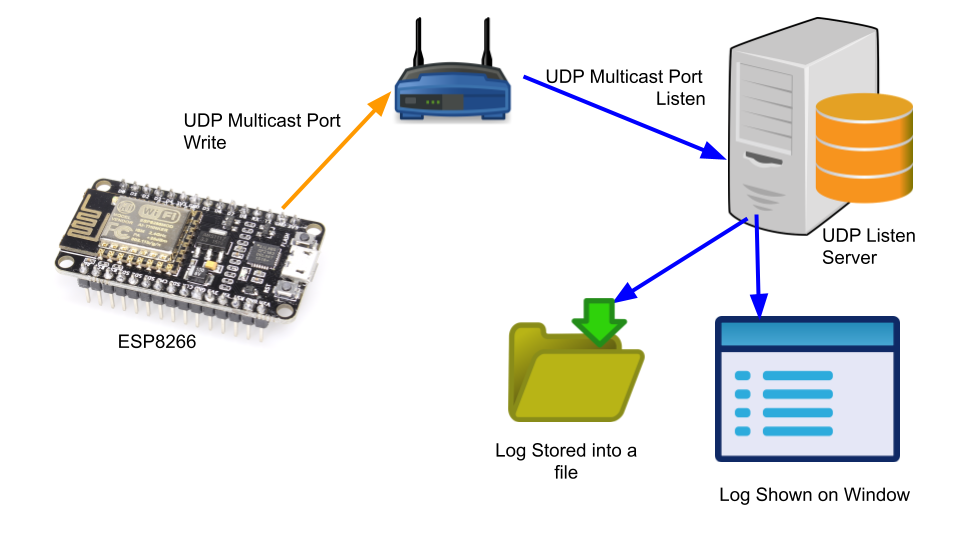 UDP Multicast Port
Listen
UDP Multicast Port
Write
WiFi
UDP Listen
Server
ESP8266
Log Stored into a
file
Log Shown on Window